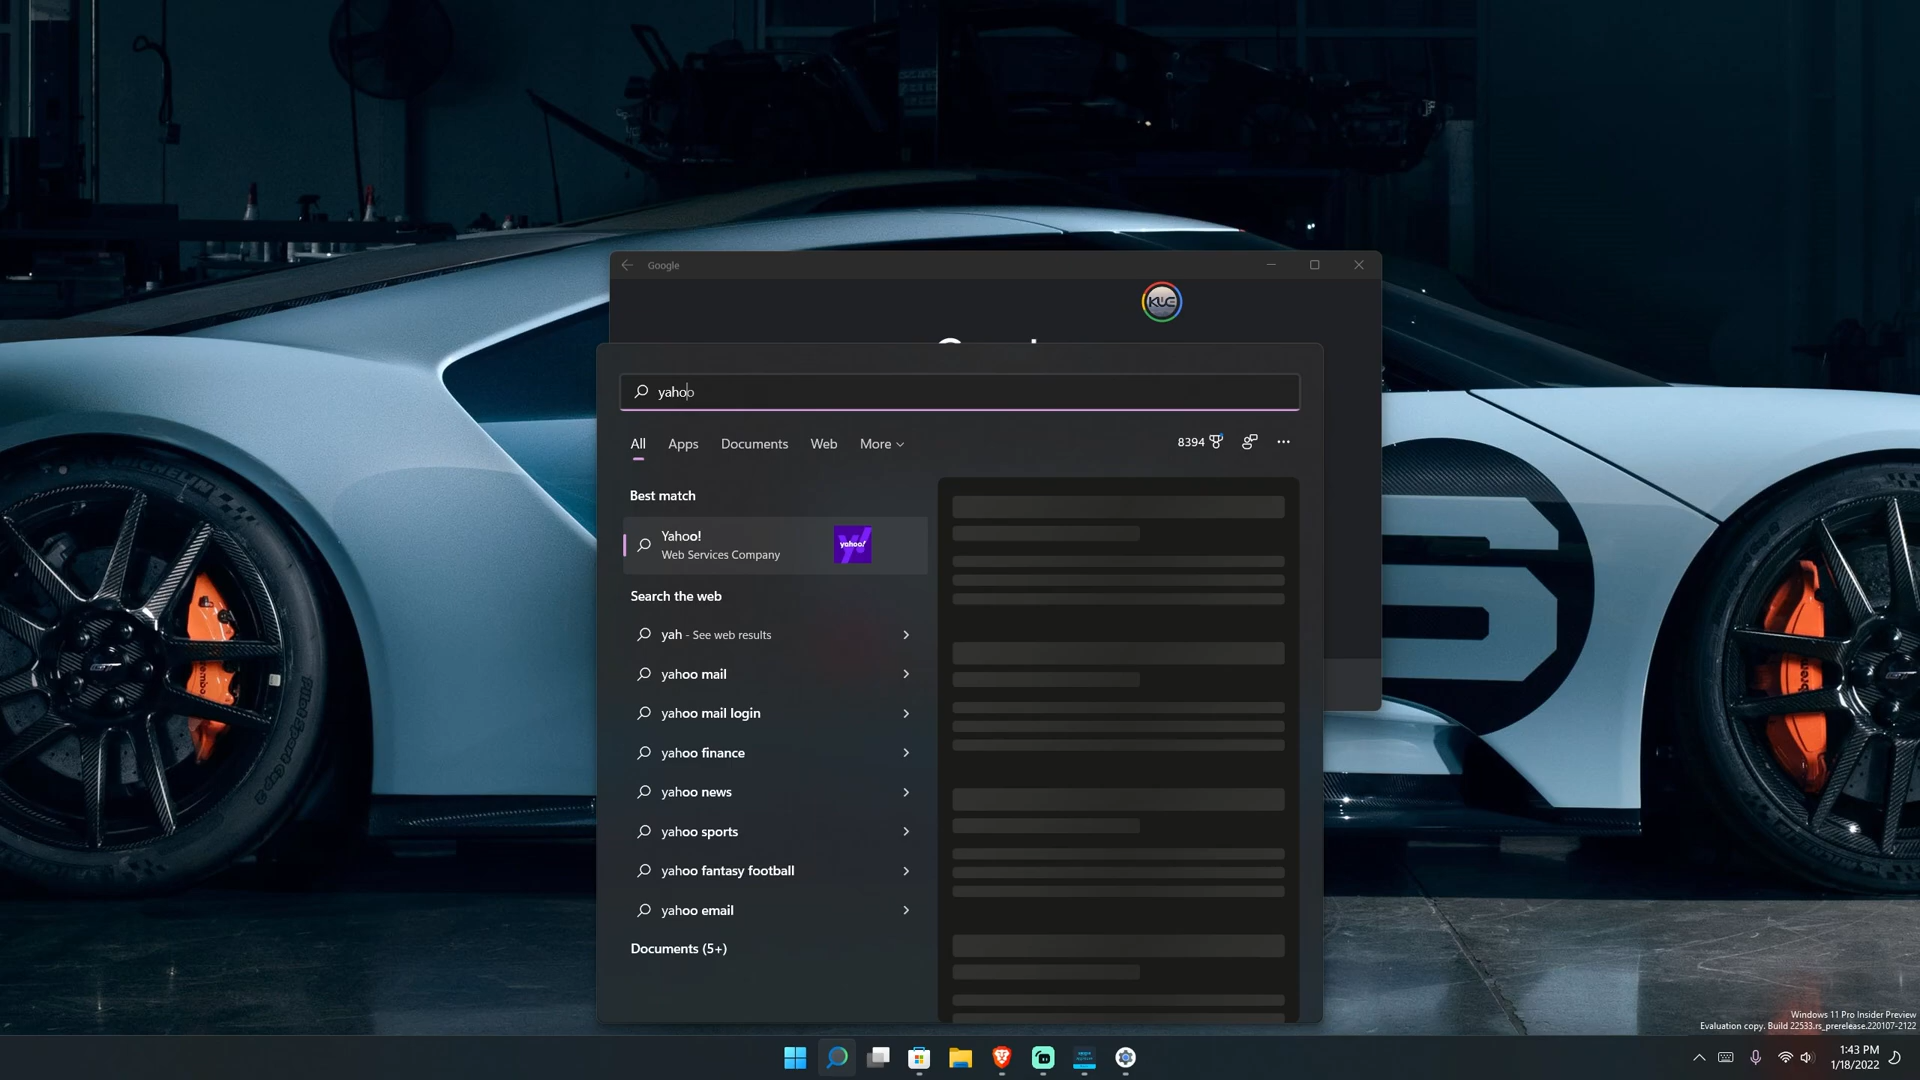 Google
KUC
yahoo
All Apps Documents Web More
8394
Best match
Yahoo!
Web Services Company
yahoo!
Search the web
yah - See web results
yahoo mail
yahoo mail login
yahoo finance
yahoo news
yahoo sports
yahoo fantasy football
yahoo email
Documents (5+)
brembo
Windows 11 Pro Insider Preview
Evaluation copy. Build 22533.rs_prerelease.220107-2122
1:43 PM
1/18/2022